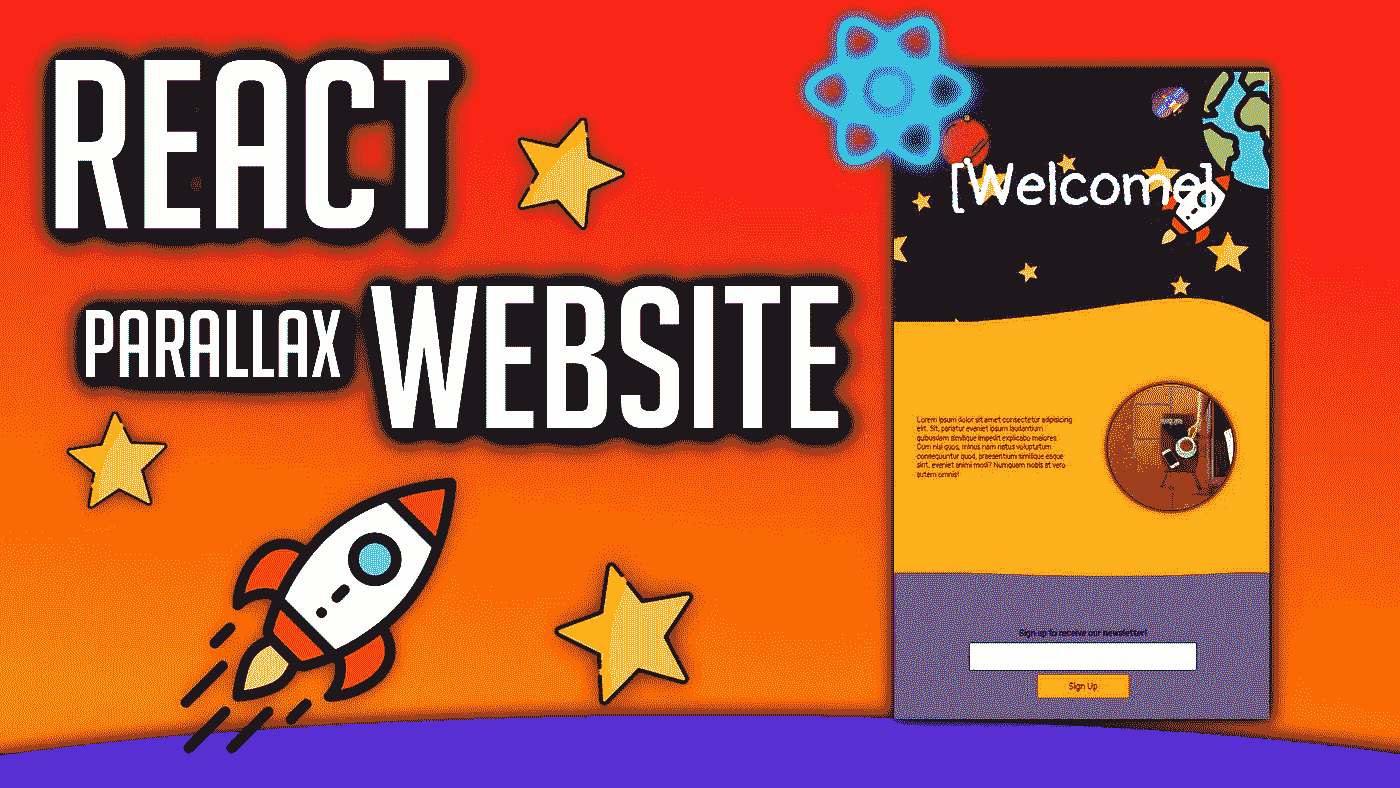 REACT
PARALLAX WEBSITE
[Welcome]
Lorem ipsum dolor sit amet consectetur adipisicing
elit. Sit, pariatur eveniet ipsum laudantium
quibusdam similique impedit explicabo maiores.
Cum nisi quos, minus nam natus voluptatum
consequuntur quod, praesentium similique esque
sint, eveniet animi modi? Numquam nobis at vero
autem omnis!
Sign up to receive our newsletter!
Sign Up